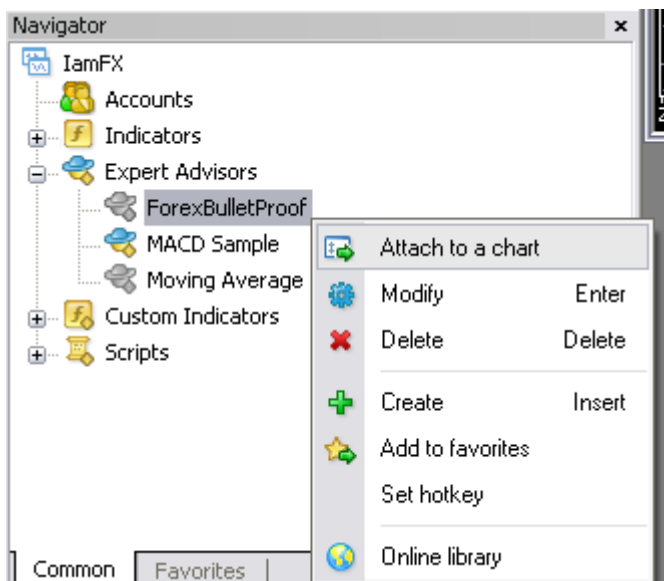 Navigator
IamFX
Accounts
Indicators
Expert Advisors
ForexBulletProof
MACD Sample
Moving Average
Custom Indicators
Scripts
Attach to a chart
Modify Enter
Delete Delete
Create Insert
Add to favorites
Set hotkey
Online library
Common Favorites